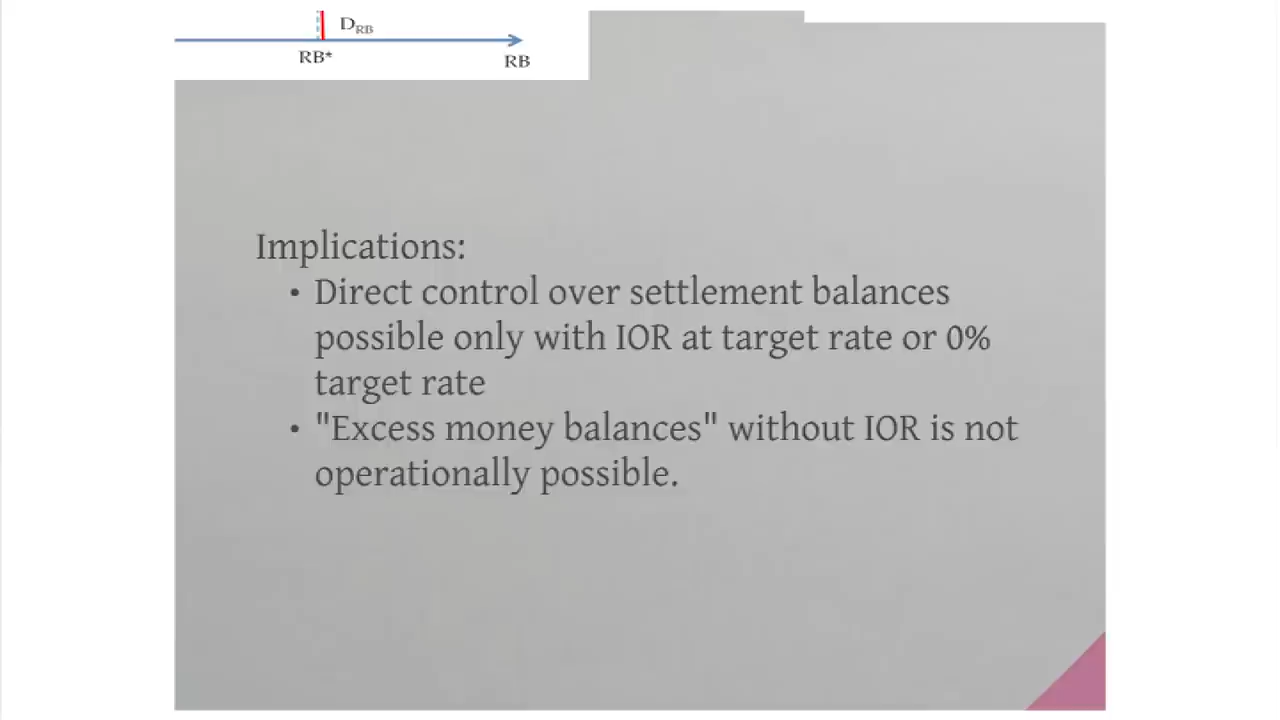 D_RB
RB*
RB
Implications:
• Direct control over settlement balances
possible only with IOR at target rate or 0%
target rate
• "Excess money balances" without IOR is not
operationally possible.